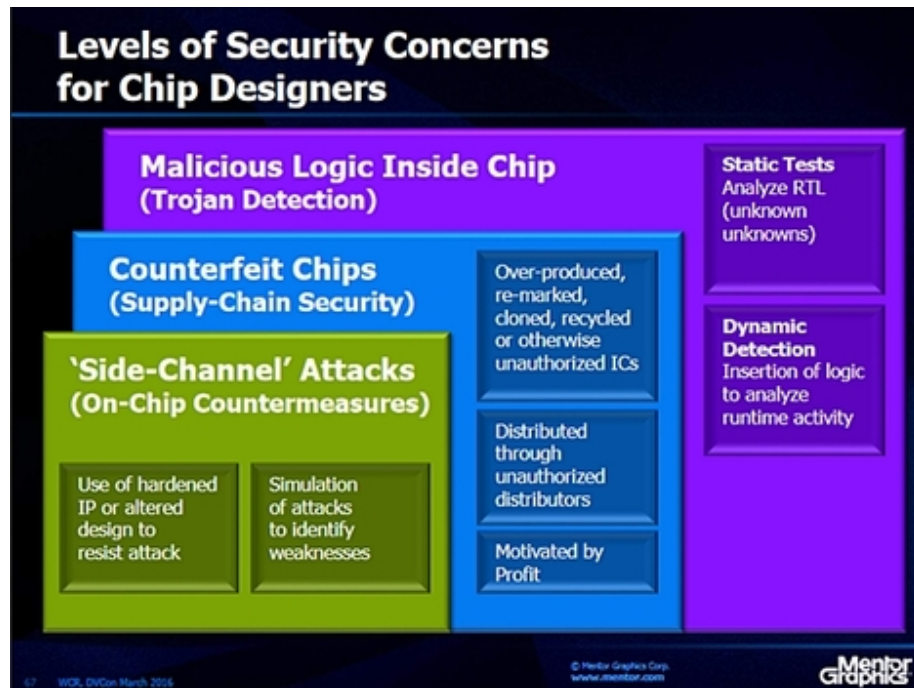 Levels of Security Concerns
for Chip Designers
Malicious Logic Inside Chip
(Trojan Detection)
Static Tests
Analyze RTL
(unknown
unknowns)
Dynamic
Detection
Insertion of logic
to analyze
runtime activity
Counterfeit Chips
(Supply-Chain Security)
Over-produced,
re-marked,
cloned, recycled
or otherwise
unauthorized ICs
Distributed
through
unauthorized
distributors
Motivated by
Profit
‘Side-Channel’ Attacks
(On-Chip Countermeasures)
Use of hardened
IP or altered
design to
resist attack
Simulation
of attacks
to identify
weaknesses
67 WCR, DVCon March 2016
© Mentor Graphics Corp.
www.mentor.com
Mentor
Graphics